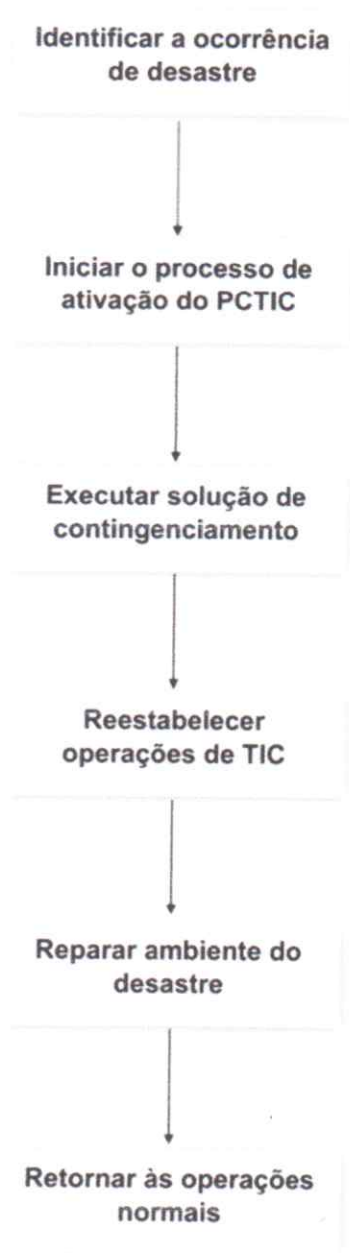 Identificar a ocorrência
de desastre
Iniciar o processo de
ativação do PCTIC
Executar solução de
contingenciamento
Reestabelecer
operações de TIC
Reparar ambiente do
desastre
Retornar às operações
normais